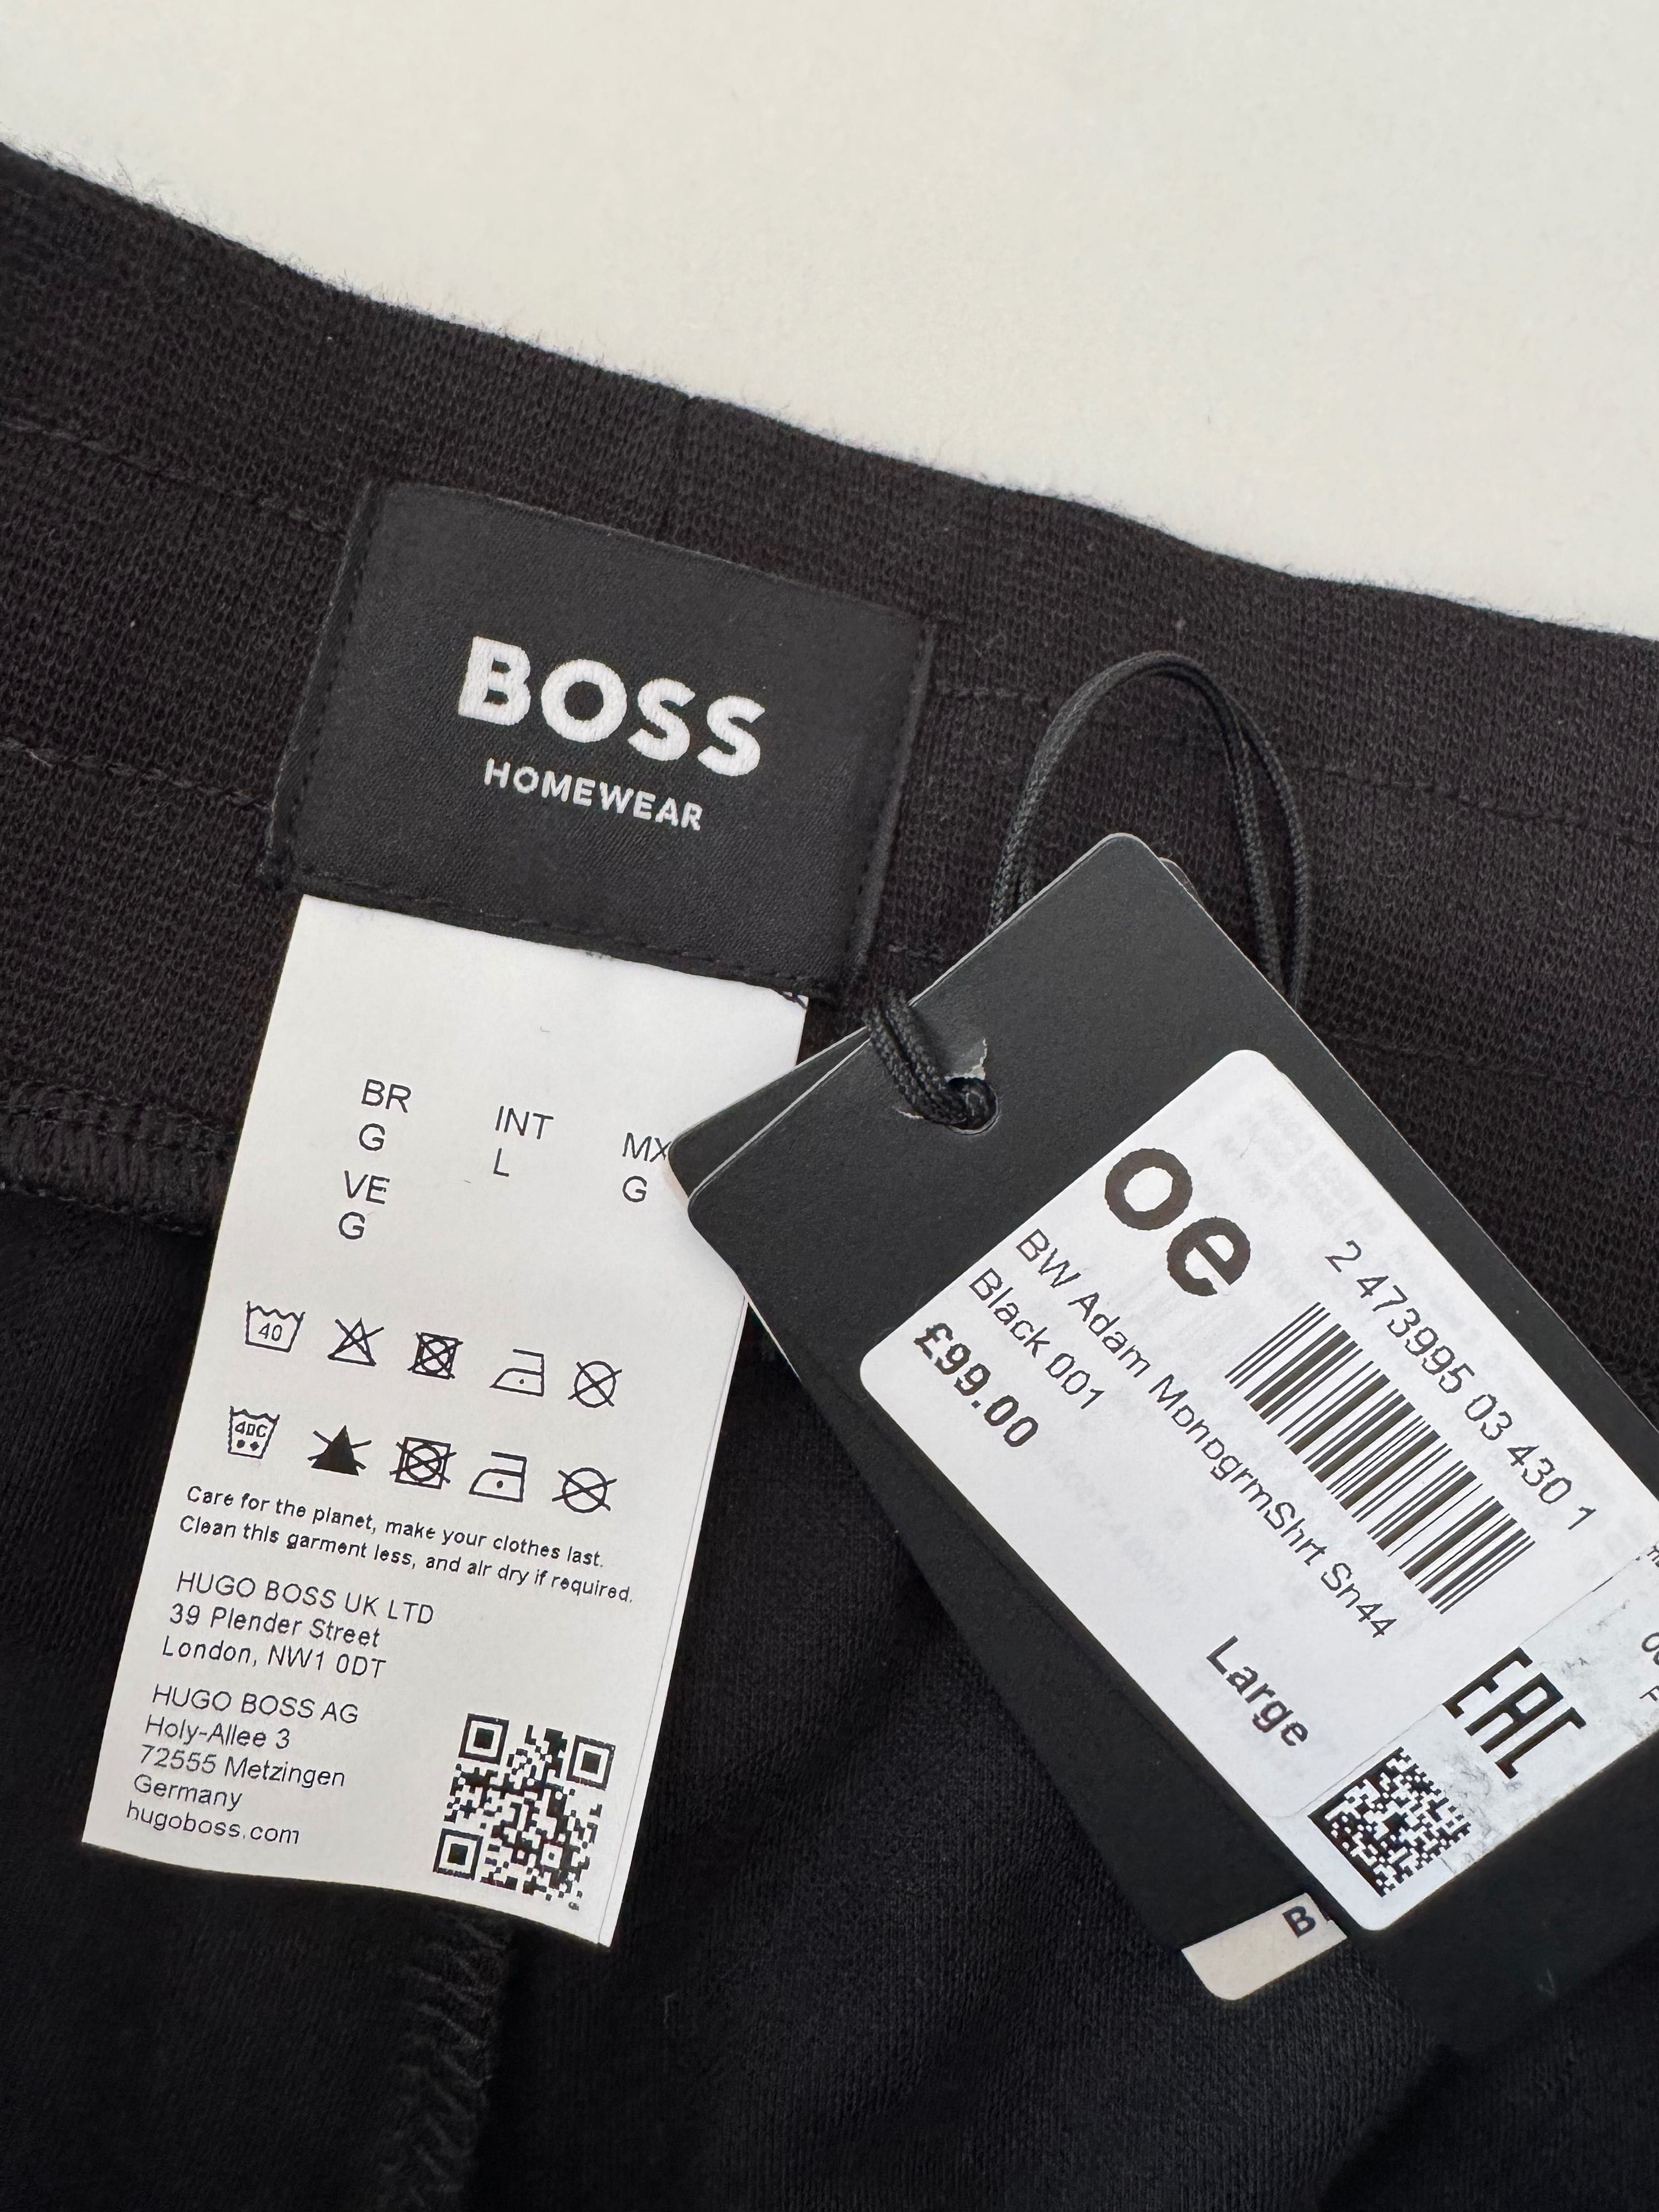 BOSS
HOMEWEAR
BR
G
INT
L
MX
G
VE
G
40
40C
Care for the planet, make your clothes last.
Clean this garment less, and air dry if required.
HUGO BOSS UK LTD
39 Plender Street
London, NW1 0DT
HUGO BOSS AG
Holy-Allee 3
72555 Metzingen
Germany
hugoboss.com
oe
2 473995 03 430 1
BW Adam MonogrmShrt Sn44
Black 001
£99.00
Large
EAC
B